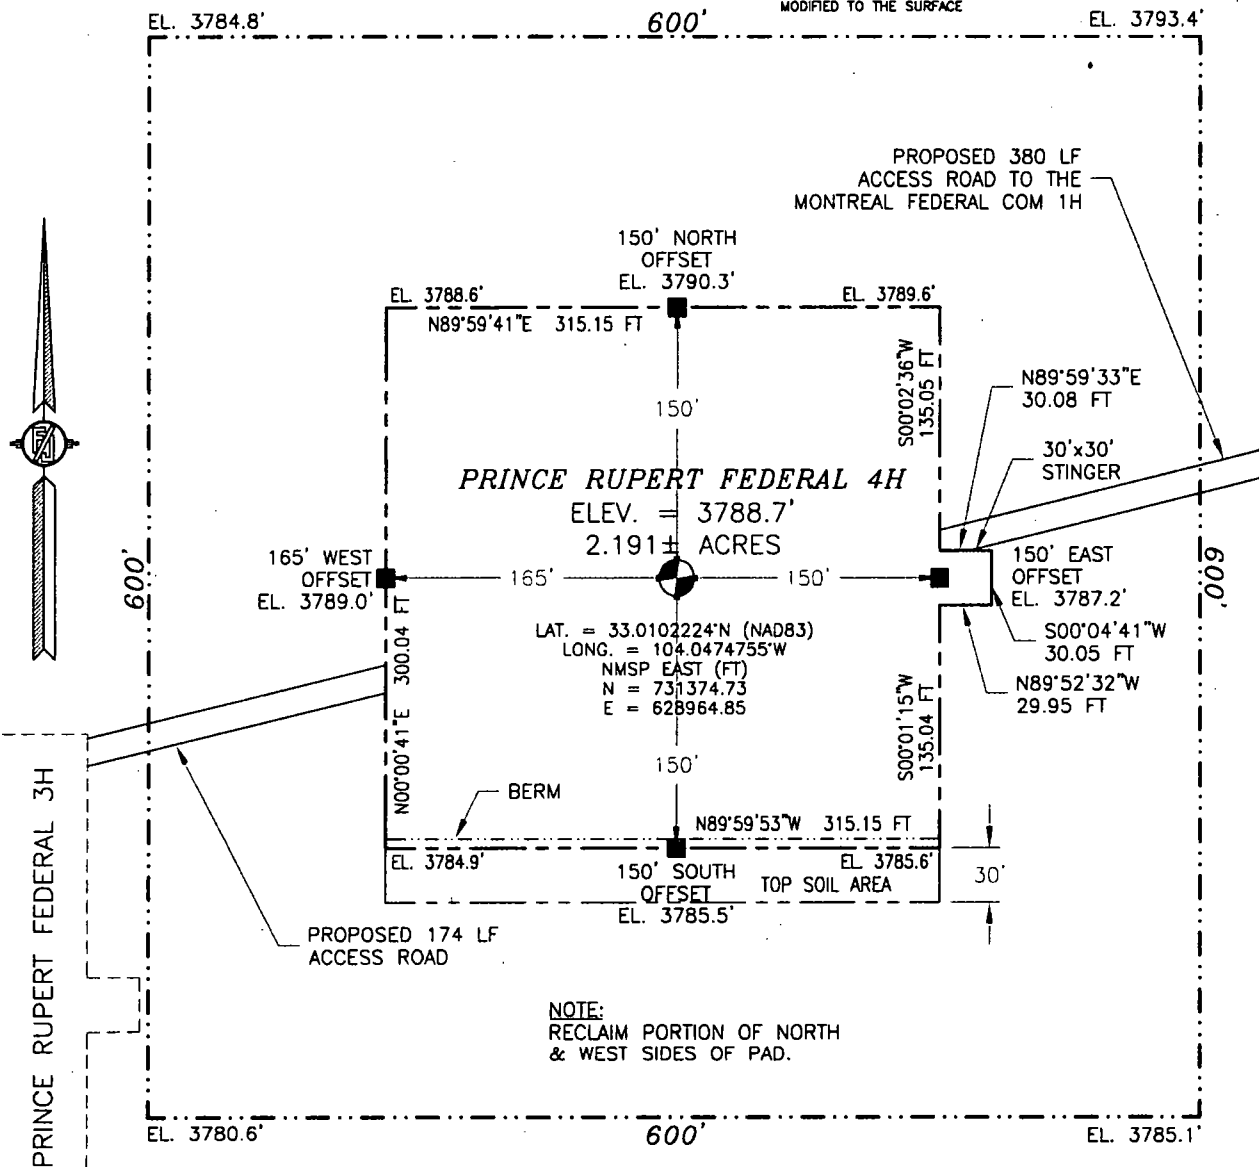 MODIFIED TO THE SURFACE
EL. 3784.8'
600'
EL. 3793.4'
PROPOSED 380 LF
ACCESS ROAD TO THE
MONTREAL FEDERAL COM 1H
150' NORTH
OFFSET
EL. 3790.3'
EL. 3788.6'
EL. 3789.6'
N89°59'41"E 315.15 FT
S00°02'36"W
135.05 FT
N89°59'33"E
30.08 FT
150'
30'x30'
STINGER
PRINCE RUPERT FEDERAL 4H
ELEV. = 3788.7'
2.191± ACRES
600'
165' WEST
OFFSET
EL. 3789.0'
165'
150'
150' EAST
OFFSET
EL. 3787.2'
600'
LAT. = 33.0102224°N (NAD83)
LONG. = 104.0474755°W
NMSP EAST (FT)
N = 731374.73
E = 628964.85
S00°04'41"W
30.05 FT
N89°52'32"W
29.95 FT
N00°00'41"E 300.04 FT
S00°01'15"W
135.04 FT
150'
BERM
N89°59'53"W 315.15 FT
EL. 3784.9'
EL. 3785.6'
150' SOUTH
OFFSET
EL. 3785.5'
TOP SOIL AREA
30'
PROPOSED 174 LF
ACCESS ROAD
PRINCE RUPERT FEDERAL 3H
NOTE:
RECLAIM PORTION OF NORTH
& WEST SIDES OF PAD.
EL. 3780.6'
600'
EL. 3785.1'